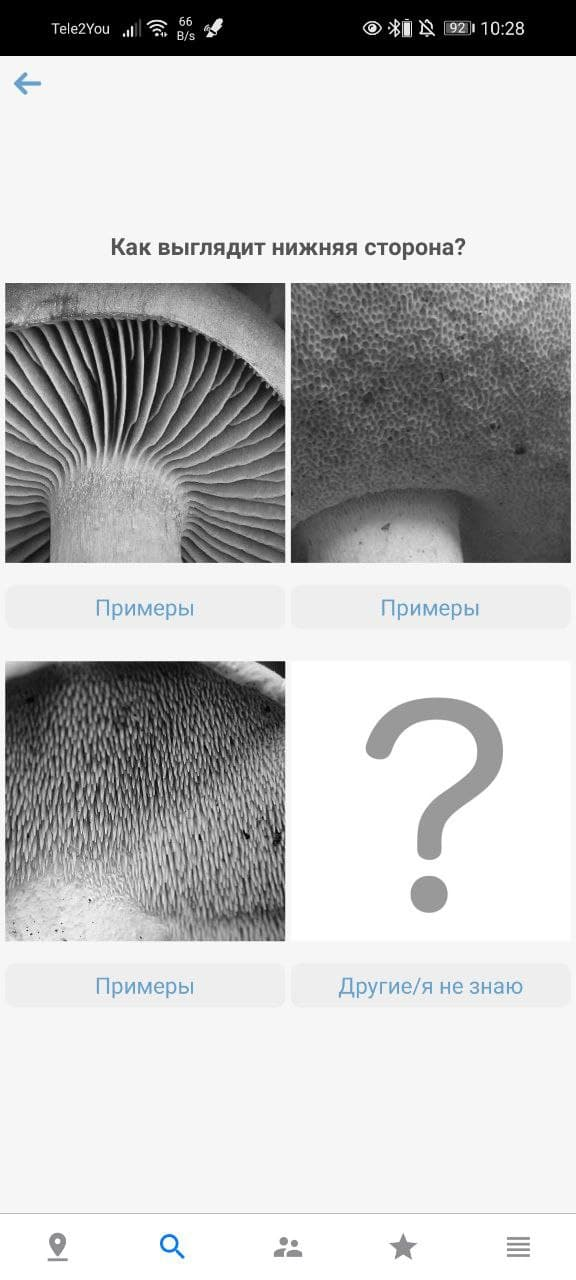 Tele2You 66 B/s 92 10:28
Как выглядит нижняя сторона?
Примеры Примеры
Примеры Другие/я не знаю